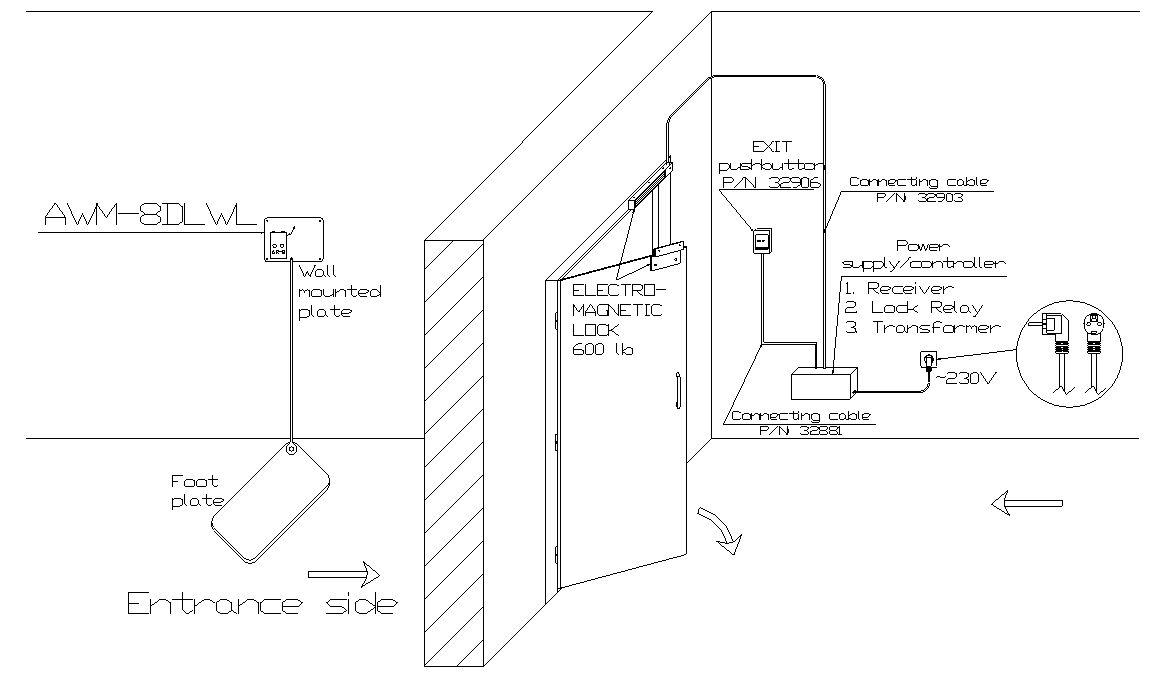 EXIT
pushbutton
P/N 32906
Connecting cable
P/N 32903
AWM-8DLWL
Wall
mounted
plate
Power
supply/controller
1. Receiver
2. Lock Relay
3. Transformer
ELECTRO-
MAGNETIC
LOCK
600 lb
~230V
Connecting cable
P/N 32881
Foot
plate
Entrance side